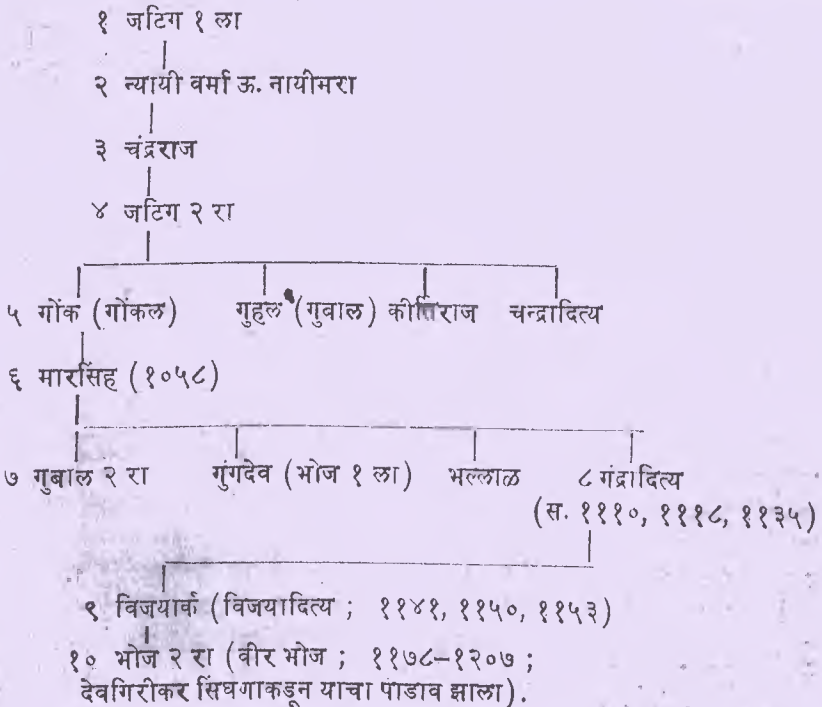 १ जटिग १ ला
२ न्यायी वर्मा ऊ. नायीमरा
३ चंद्रराज
४ जटिग २ रा
५ गोंक (गोंकल) गुहल (गुवाल) कीर्तिराज चन्द्रादित्य
६ मारसिंह (१०५८)
७ गुबाल २ रा गुंगदेव (भोज १ ला) भल्लाळ ८ गंद्रादित्य
(स. १११०, १११८, ११३५)
९ विजयार्क (विजयादित्य ; ११४१, ११५०, ११५३)
१० भोज २ रा (वीर भोज ; ११७८–१२०७ ;
देवगिरीकर सिंघणाकडून याचा पाडाव झाला).